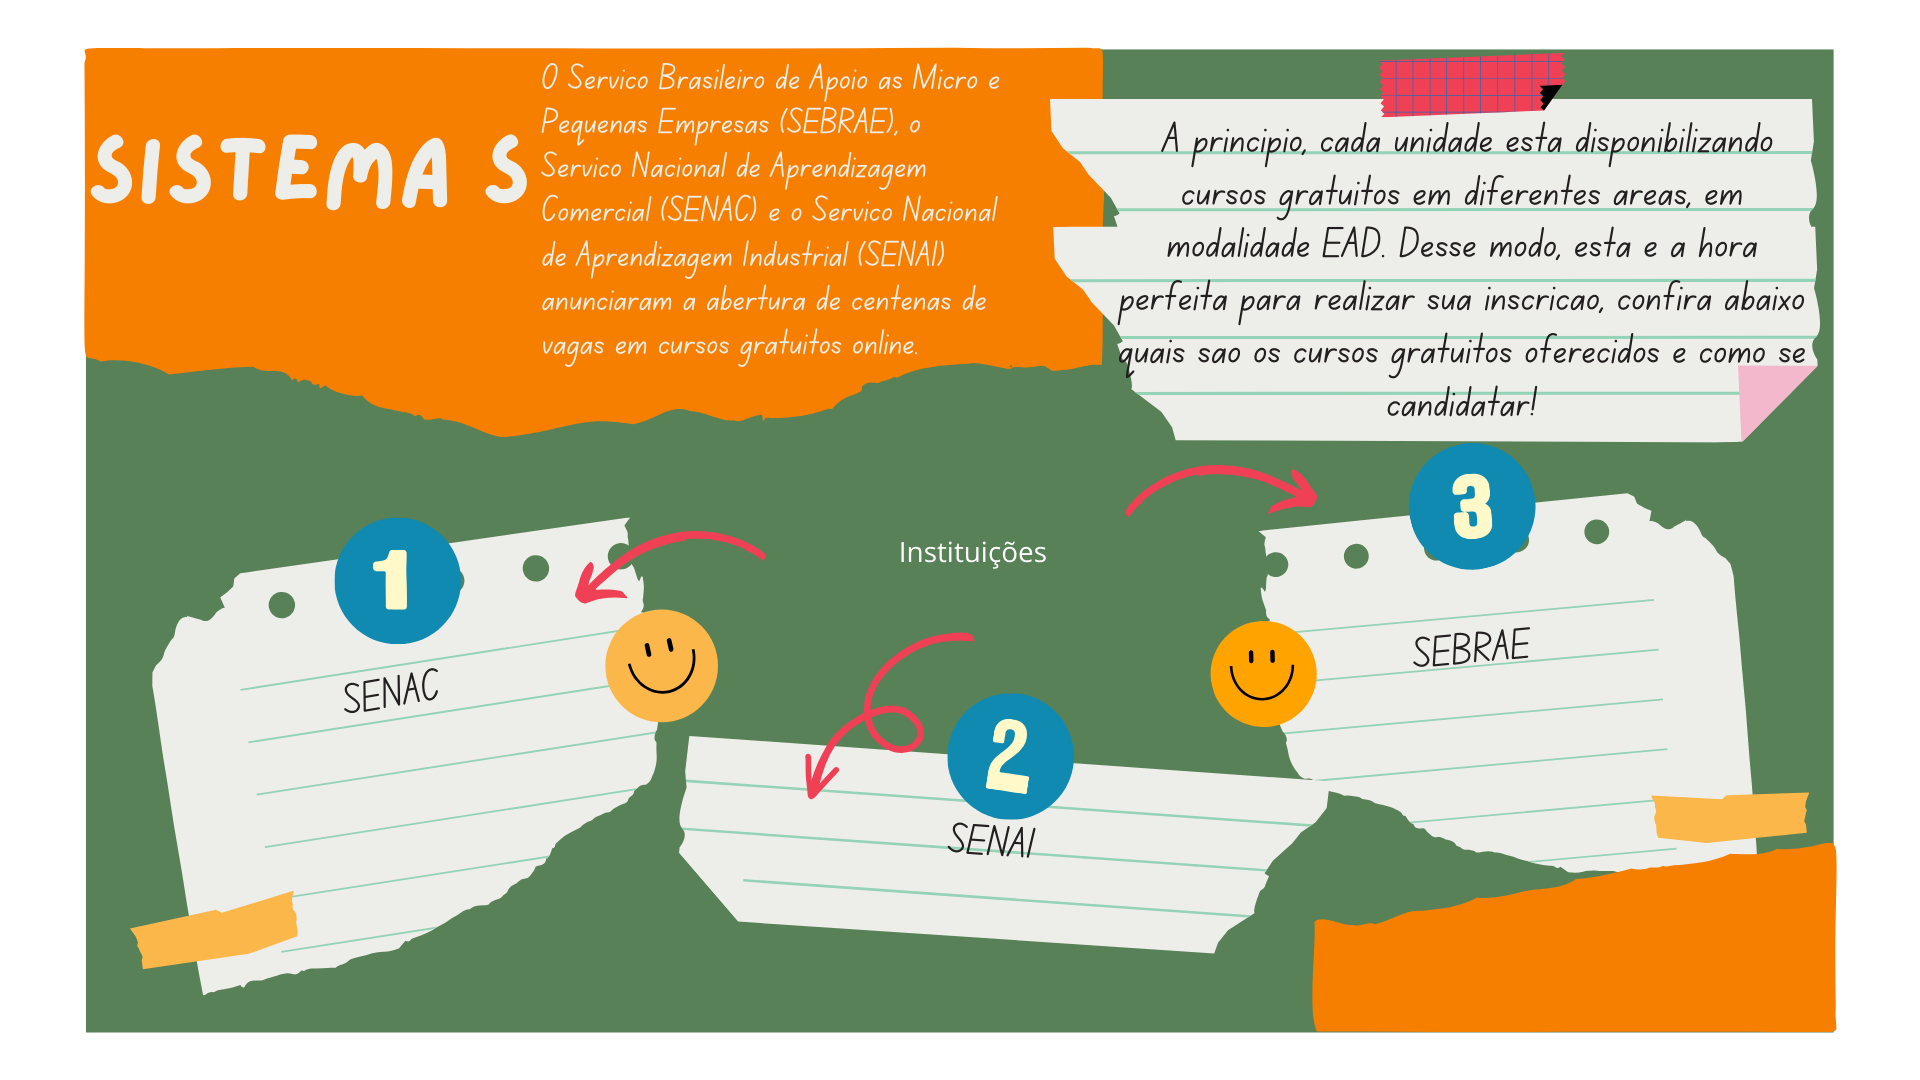 SISTEMA S
O Servico Brasileiro de Apoio as Micro e
Pequenas Empresas (SEBRAE), o
Servico Nacional de Aprendizagem
Comercial (SENAC) e o Servico Nacional
de Aprendizagem Industrial (SENAI)
anunciaram a abertura de centenas de
vagas em cursos gratuitos online.
A principio, cada unidade esta disponibilizando
cursos gratuitos em diferentes areas, em
modalidade EAD. Desse modo, esta e a hora
perfeita para realizar sua inscricao, confira abaixo
quais sao os cursos gratuitos oferecidos e como se
candidatar!
Instituições
1
SENAC
2
SENAI
3
SEBRAE